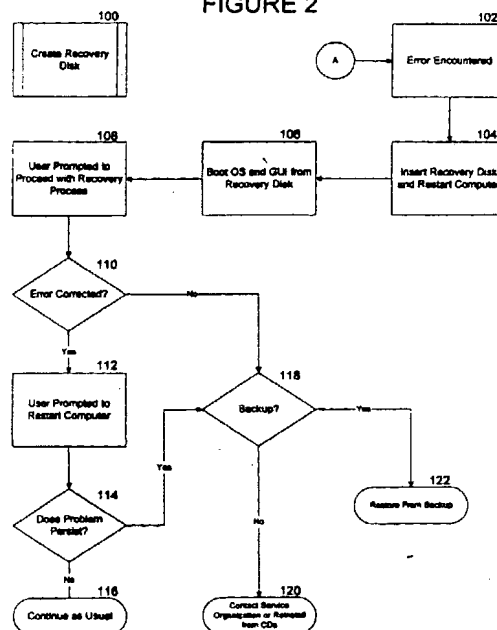 FIGURE 2
100
Create Recovery
Disk
A
102
Error Encountered
108
User Prompted to
Proceed with Recovery
Process
106
Boot OS and GUI from
Recovery Disk
104
Insert Recovery Disk
and Restart Computer
110
Error Corrected?
No
Yes
112
User Prompted to
Restart Computer
118
Backup?
Yes
Yes
122
Restore From Backup
114
Does Problem
Persist?
No
No
116
Continue as Usual
120
Contact Service
Organization or Reinstall
from CDs